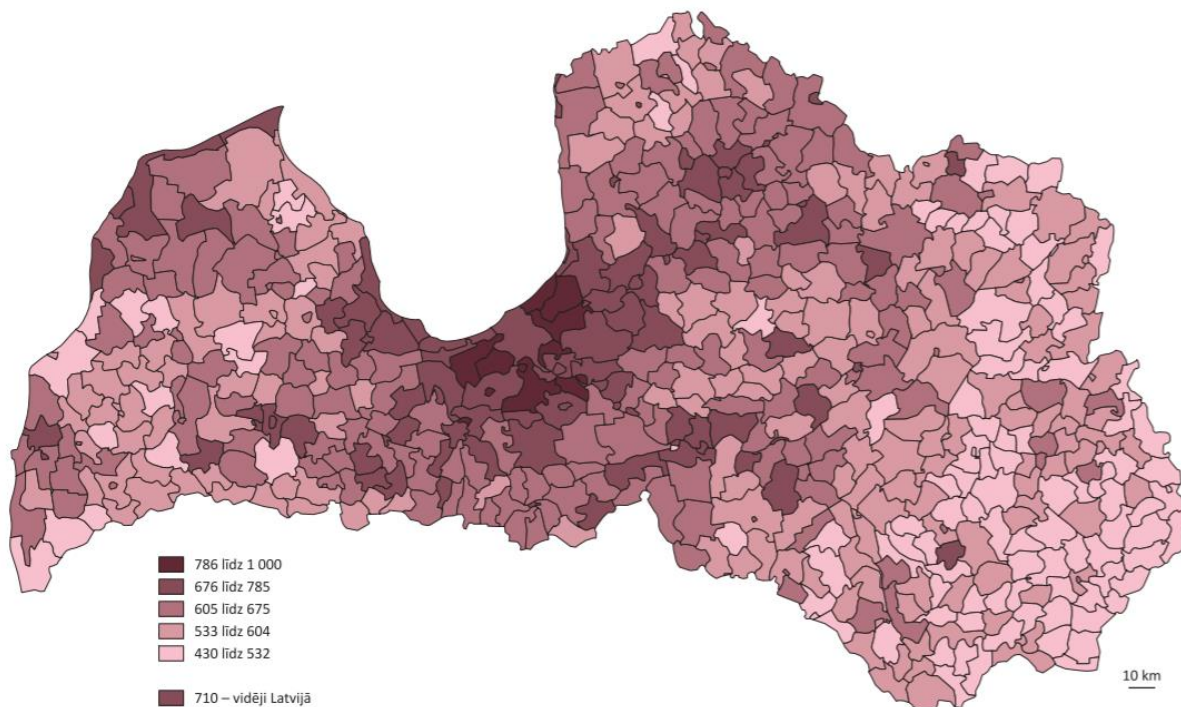 786 līdz 1 000
676 līdz 785
605 līdz 675
533 līdz 604
430 līdz 532
710 – vidēji Latvijā
10 km